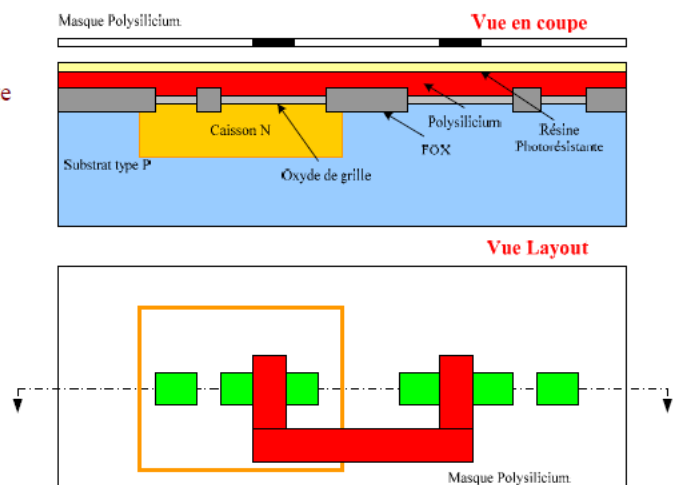 Masque Polysilicium
Vue en coupe
e
Caisson N
Polysilicium
Résine
Photorésistante
FOX
Substrat type P
Oxyde de grille
Vue Layout
Masque Polysilicium